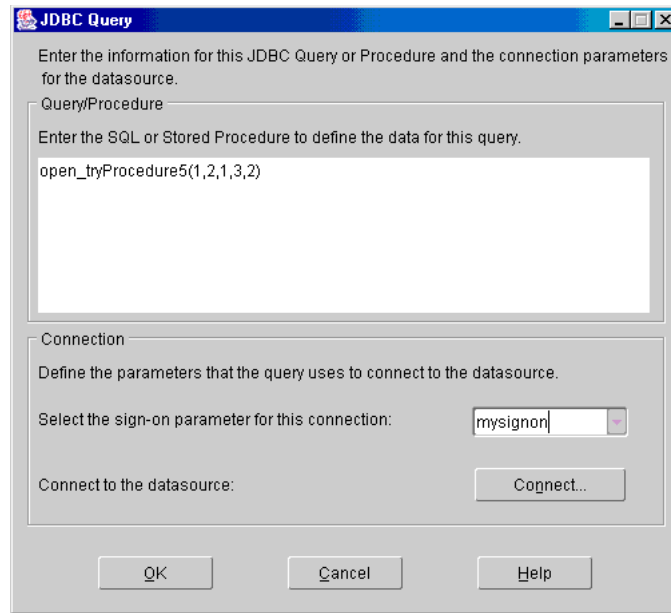 JDBC Query
Enter the information for this JDBC Query or Procedure and the connection parameters
for the datasource.
Query/Procedure
Enter the SQL or Stored Procedure to define the data for this query.
open_tryProcedure5(1,2,1,3,2)
Connection
Define the parameters that the query uses to connect to the datasource.
Select the sign-on parameter for this connection: mysignon
Connect to the datasource: Connect...
OK Cancel Help